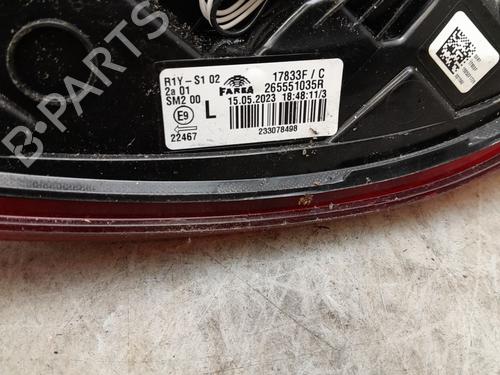 R1Y-S1 02
2a 01
SM2 00
E9
22467
L
FARBA
17833F / C
265551035R
15.05.2023 18:48:11/3
233078498
B-PARTS